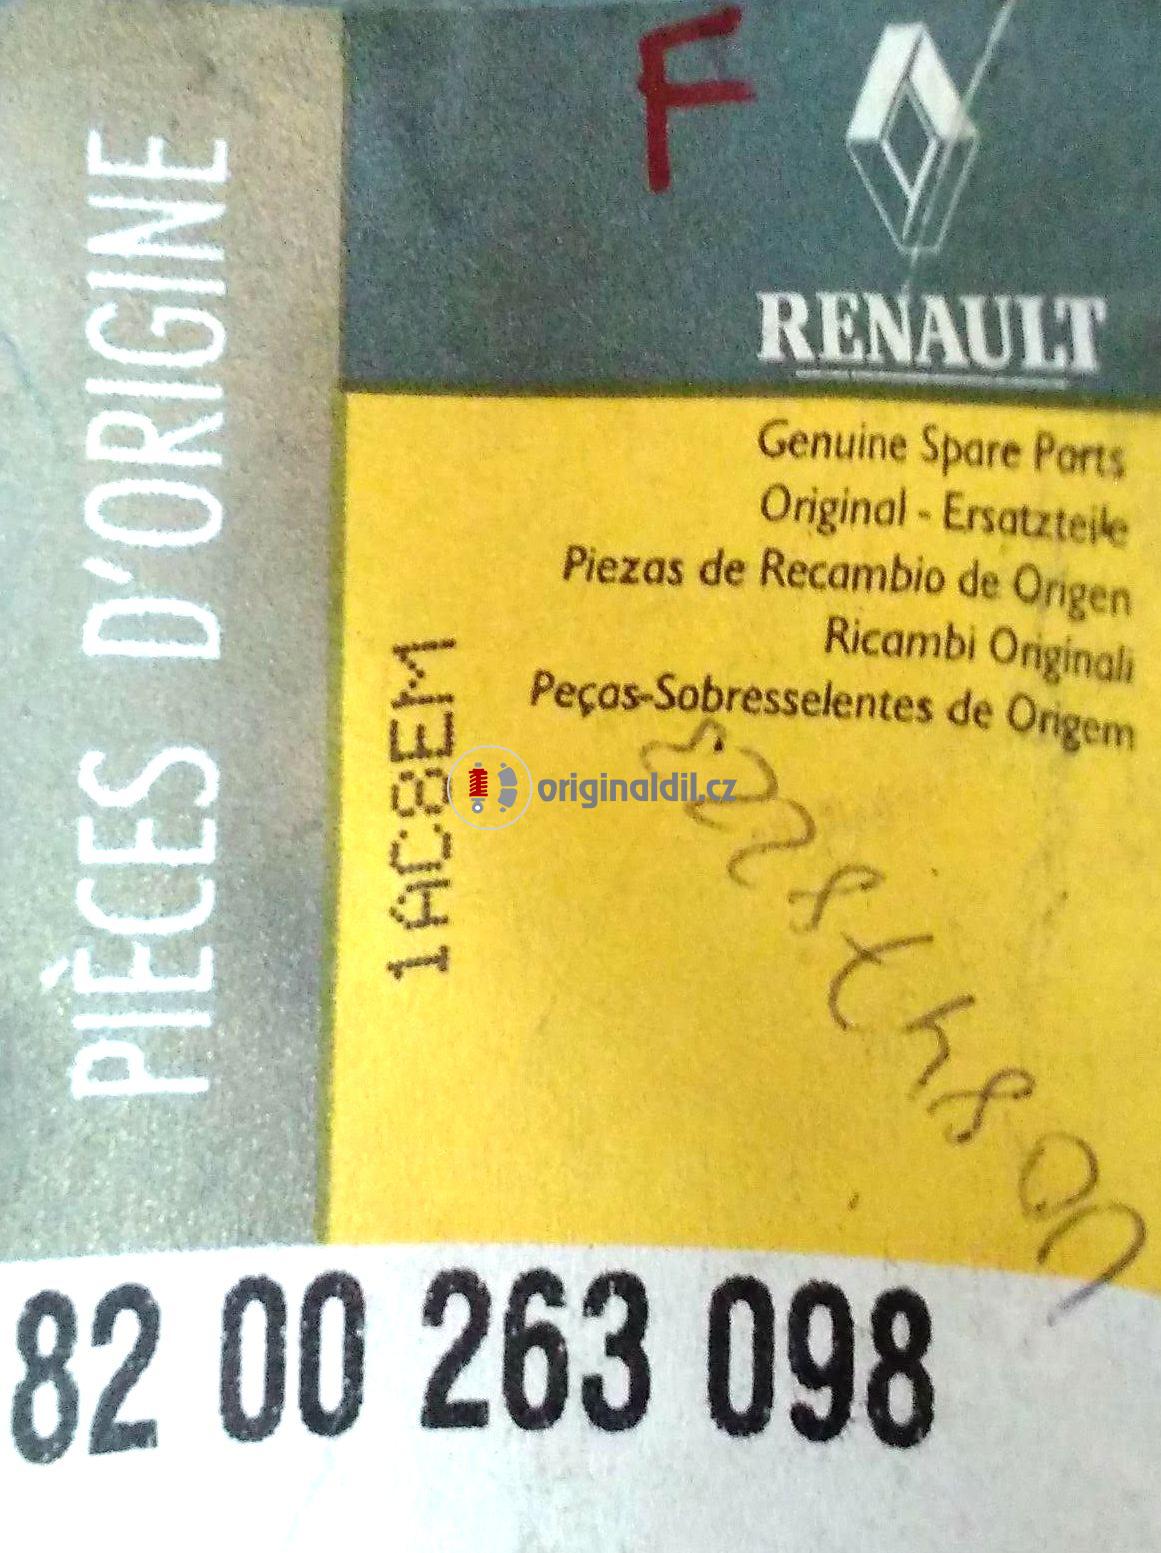 F
RENAULT
PIÈCES D'ORIGINE
Genuine Spare Parts
Original - Ersatzteile
Piezas de Recambio de Origen
Ricambi Originali
Peças-Sobresselentes de Origem
1AC8EM
originaldil.cz
82 00 263 098